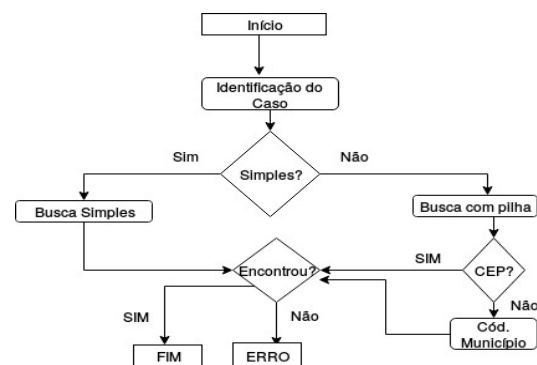 Início
Identificação do
Caso
Sim
Não
Simples?
Busca Simples
Busca com pilha
Encontrou?
SIM
CEP?
Não
SIM
Não
Cód.
Município
FIM
ERRO